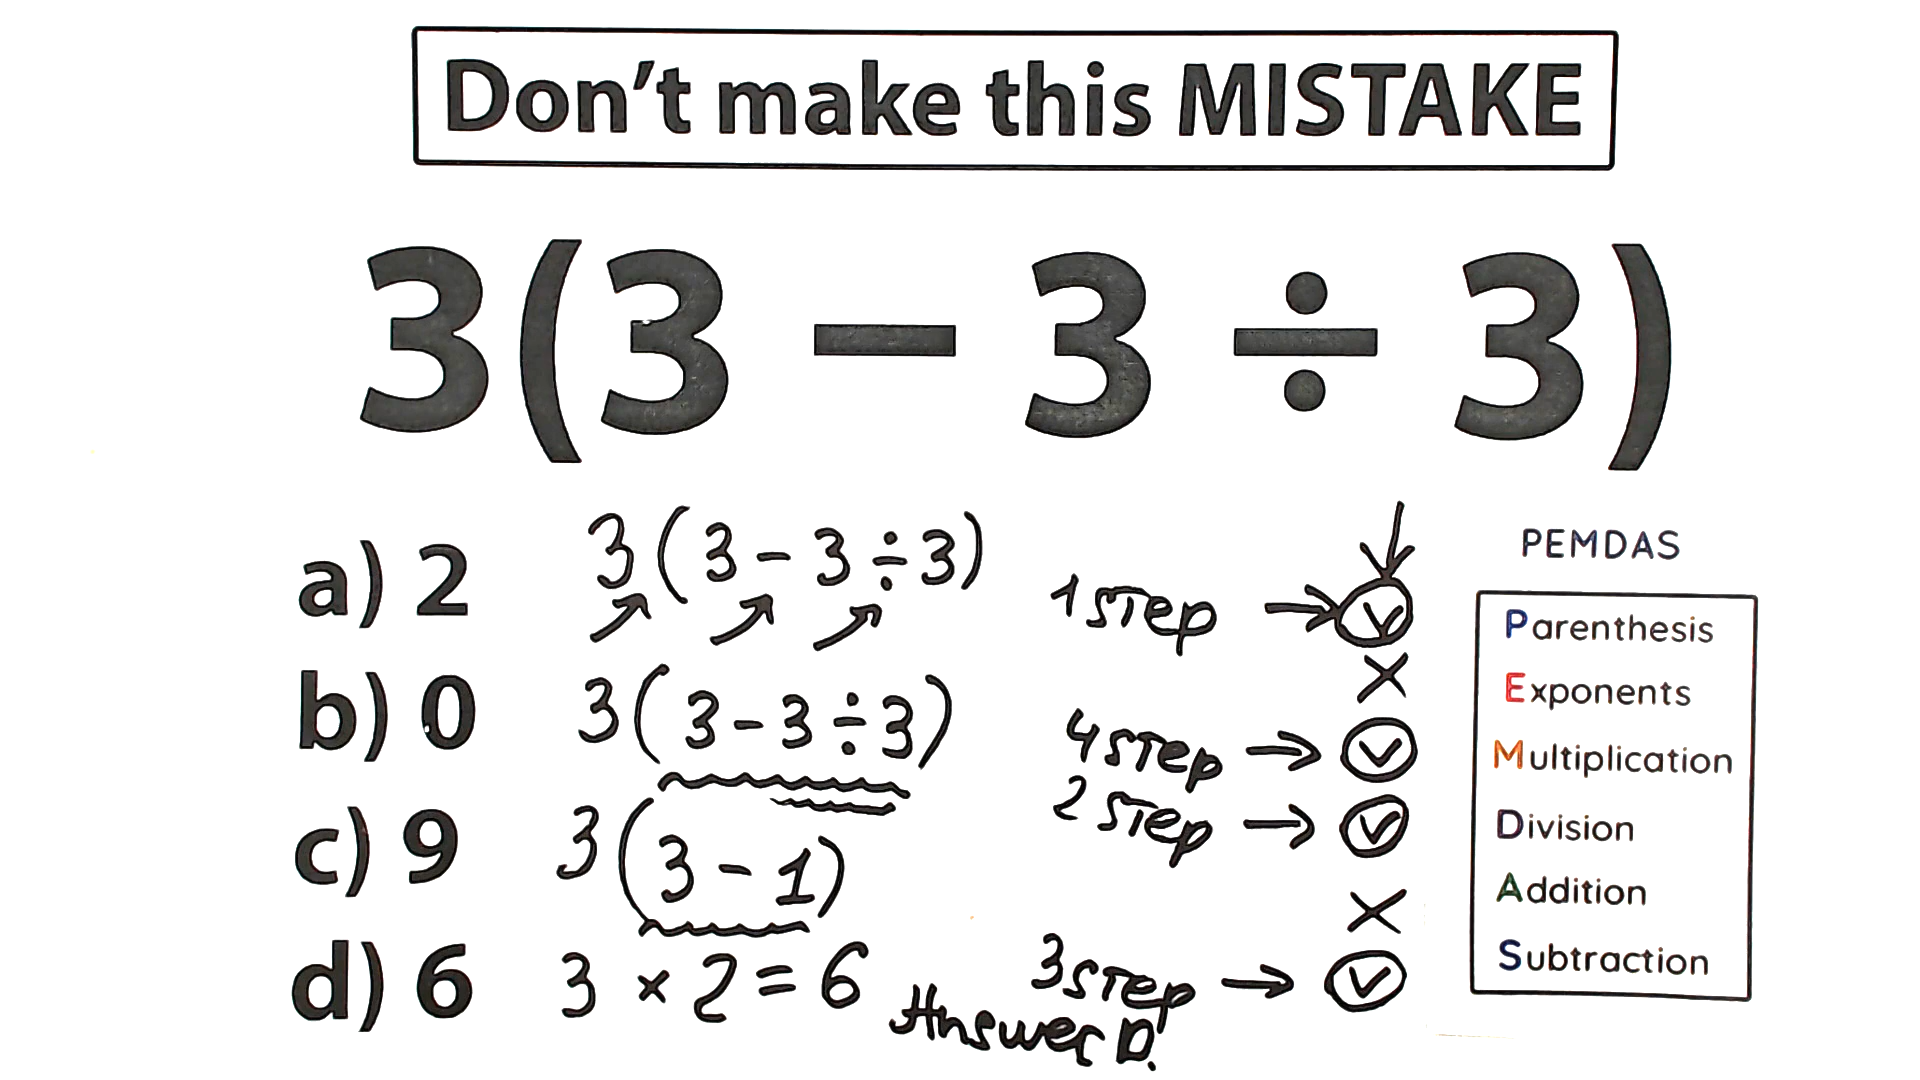 Don't make this MISTAKE
3(3 − 3 ÷ 3)
a) 2
3(3 − 3 ÷ 3)
1 step
b) 0
3(3 − 3 ÷ 3)
4 step
2 step
c) 9
3(3 − 1)
d) 6
3 × 2 = 6
3 step
Answer D.
PEMDAS
Parenthesis
Exponents
Multiplication
Division
Addition
Subtraction